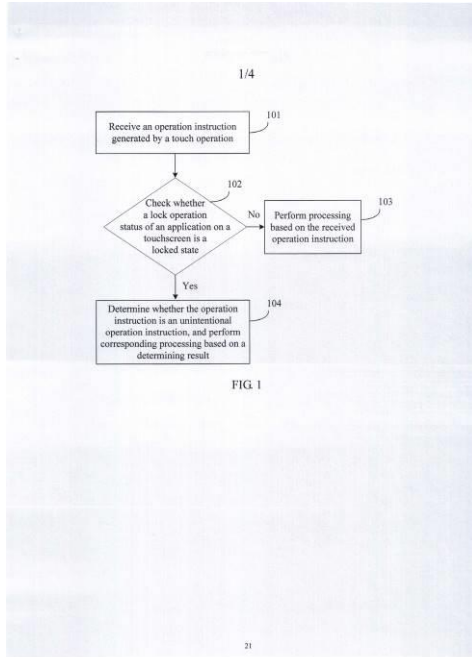 1/4
101
Receive an operation instruction
generated by a touch operation
102
Check whether
a lock operation
status of an application on a
touchscreen is a
locked state
No
103
Perform processing
based on the received
operation instruction
Yes
104
Determine whether the operation
instruction is an unintentional
operation instruction, and perform
corresponding processing based on a
determining result
FIG. 1
21